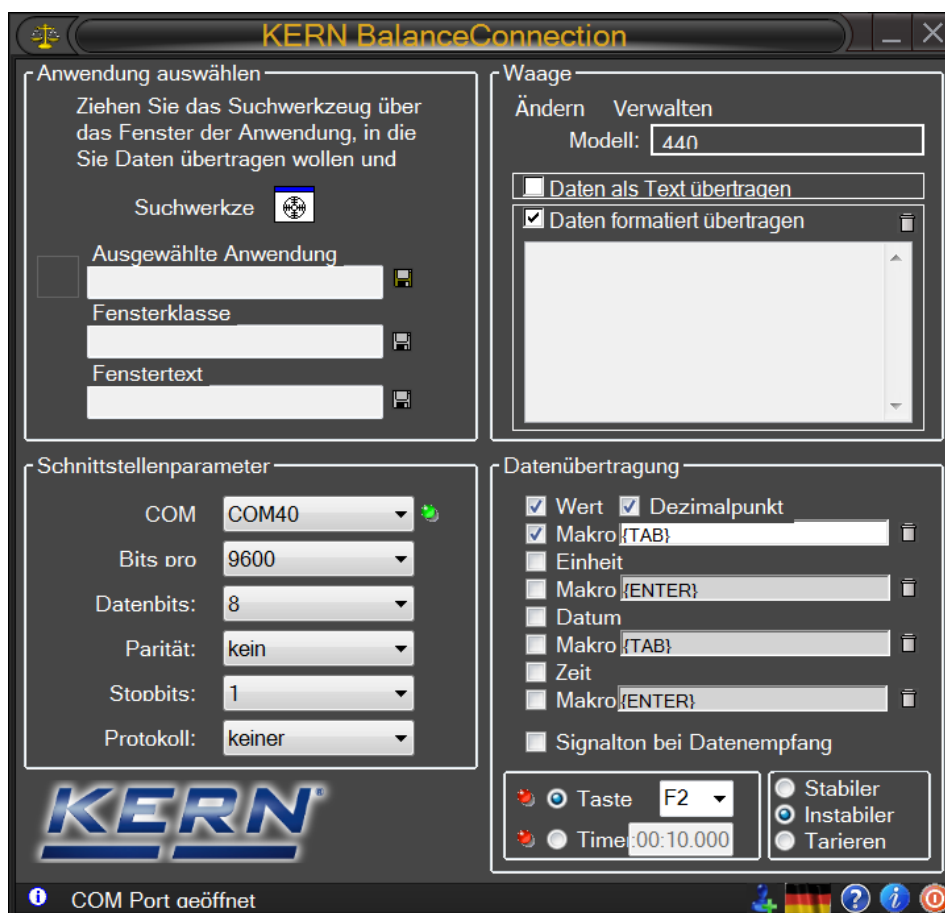 KERN BalanceConnection
Anwendung auswählen
Ziehen Sie das Suchwerkzeug über
das Fenster der Anwendung, in die
Sie Daten übertragen wollen und
Suchwerkze
Ausgewählte Anwendung
Fensterklasse
Fenstertext
Waage
Ändern Verwalten
Modell: 440
Daten als Text übertragen
Daten formatiert übertragen
Schnittstellenparameter
COM COM40
Bits pro 9600
Datenbits: 8
Parität: kein
Stopbits: 1
Protokoll: keiner
KERN
Datenübertragung
Wert Dezimalpunkt
Makro {TAB}
Einheit
Makro {ENTER}
Datum
Makro {TAB}
Zeit
Makro {ENTER}
Signalton bei Datenempfang
Taste F2
Timer :00:10.000
Stabiler
Instabiler
Tarieren
COM Port geöffnet